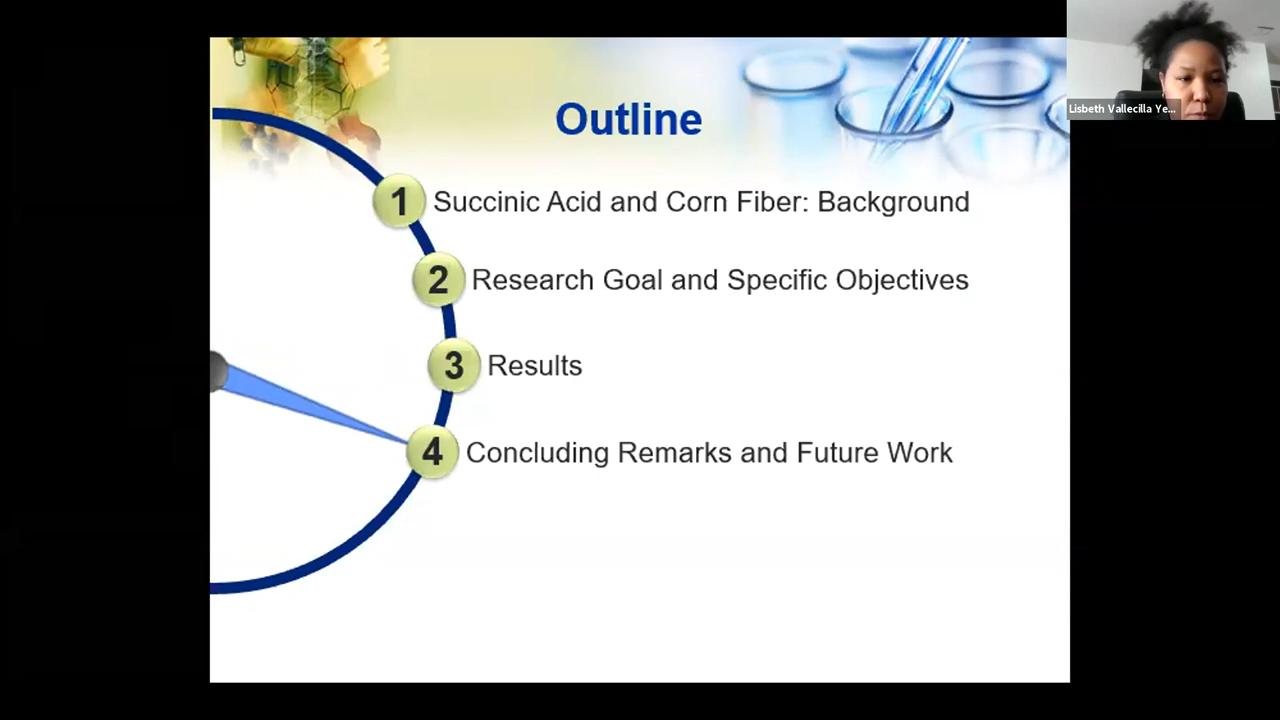 Outline
1 Succinic Acid and Corn Fiber: Background
2 Research Goal and Specific Objectives
3 Results
4 Concluding Remarks and Future Work
Lisbeth Vallecilla Ye...